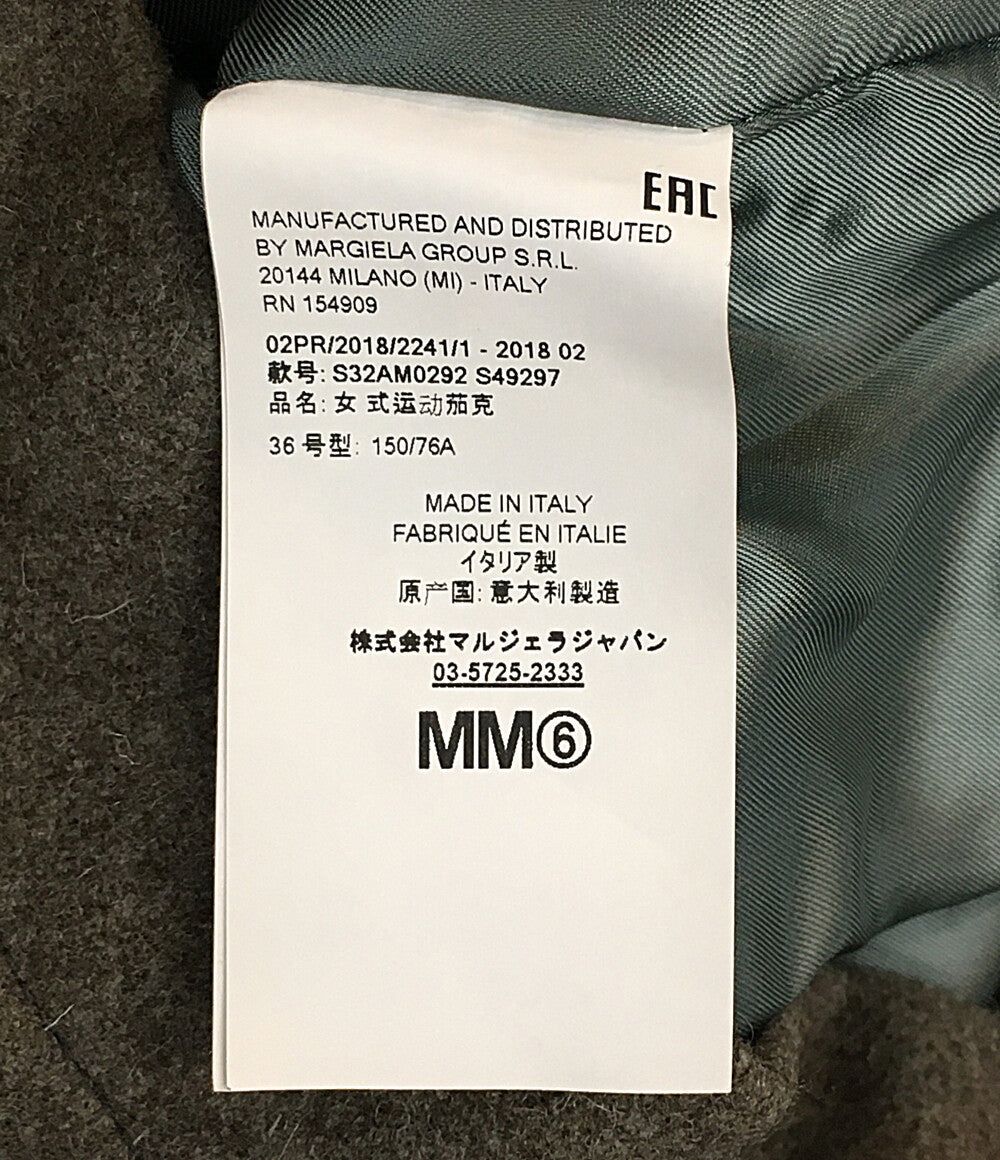 EAC
MANUFACTURED AND DISTRIBUTED
BY MARGIELA GROUP S.R.L.
20144 MILANO (MI) - ITALY
RN 154909
02PR/2018/2241/1 - 2018 02
款号: S32AM0292 S49297
品名: 女 式运动茄克
36 号型: 150/76A
MADE IN ITALY
FABRIQUÉ EN ITALIE
イタリア製
原产国: 意大利製造
株式会社マルジェラジャパン
03-5725-2333
MM⑥